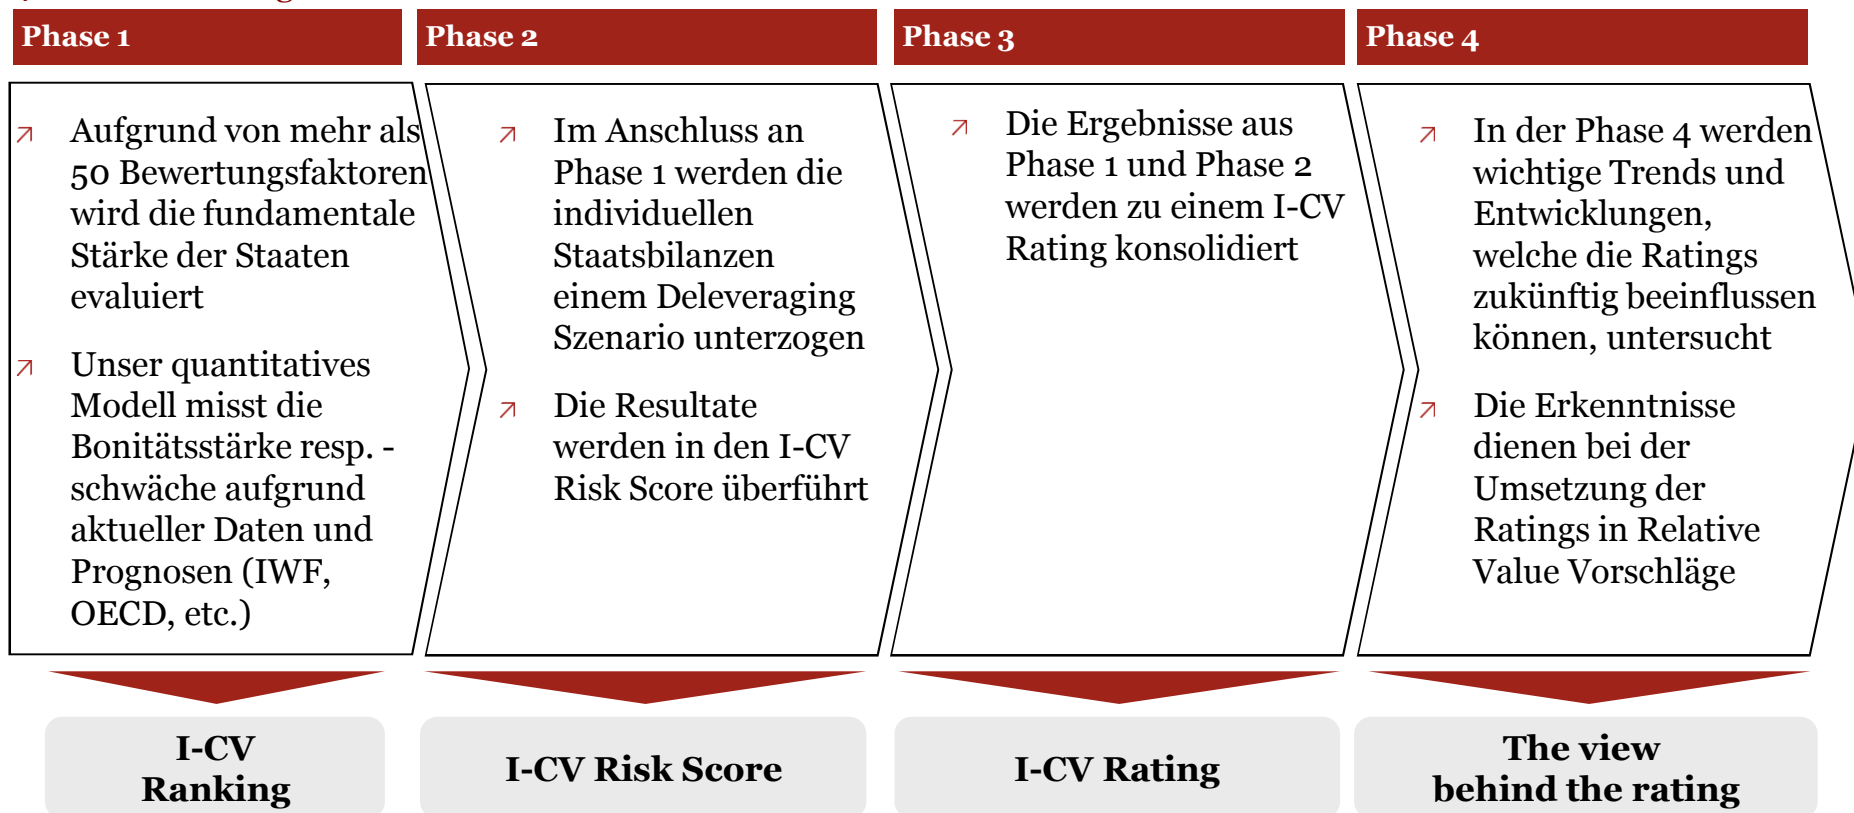 Phase 1
Aufgrund von mehr als
50 Bewertungsfaktoren
wird die fundamentale
Stärke der Staaten
evaluiert
Unser quantitatives
Modell misst die
Bonitätsstärke resp. -
schwäche aufgrund
aktueller Daten und
Prognosen (IWF,
OECD, etc.)
I-CV
Ranking
Phase 2
Im Anschluss an
Phase 1 werden die
individuellen
Staatsbilanzen
einem Deleveraging
Szenario unterzogen
Die Resultate
werden in den I-CV
Risk Score überführt
I-CV Risk Score
Phase 3
Die Ergebnisse aus
Phase 1 und Phase 2
werden zu einem I-CV
Rating konsolidiert
I-CV Rating
Phase 4
In der Phase 4 werden
wichtige Trends und
Entwicklungen,
welche die Ratings
zukünftig beeinflussen
können, untersucht
Die Erkenntnisse
dienen bei der
Umsetzung der
Ratings in Relative
Value Vorschläge
The view
behind the rating